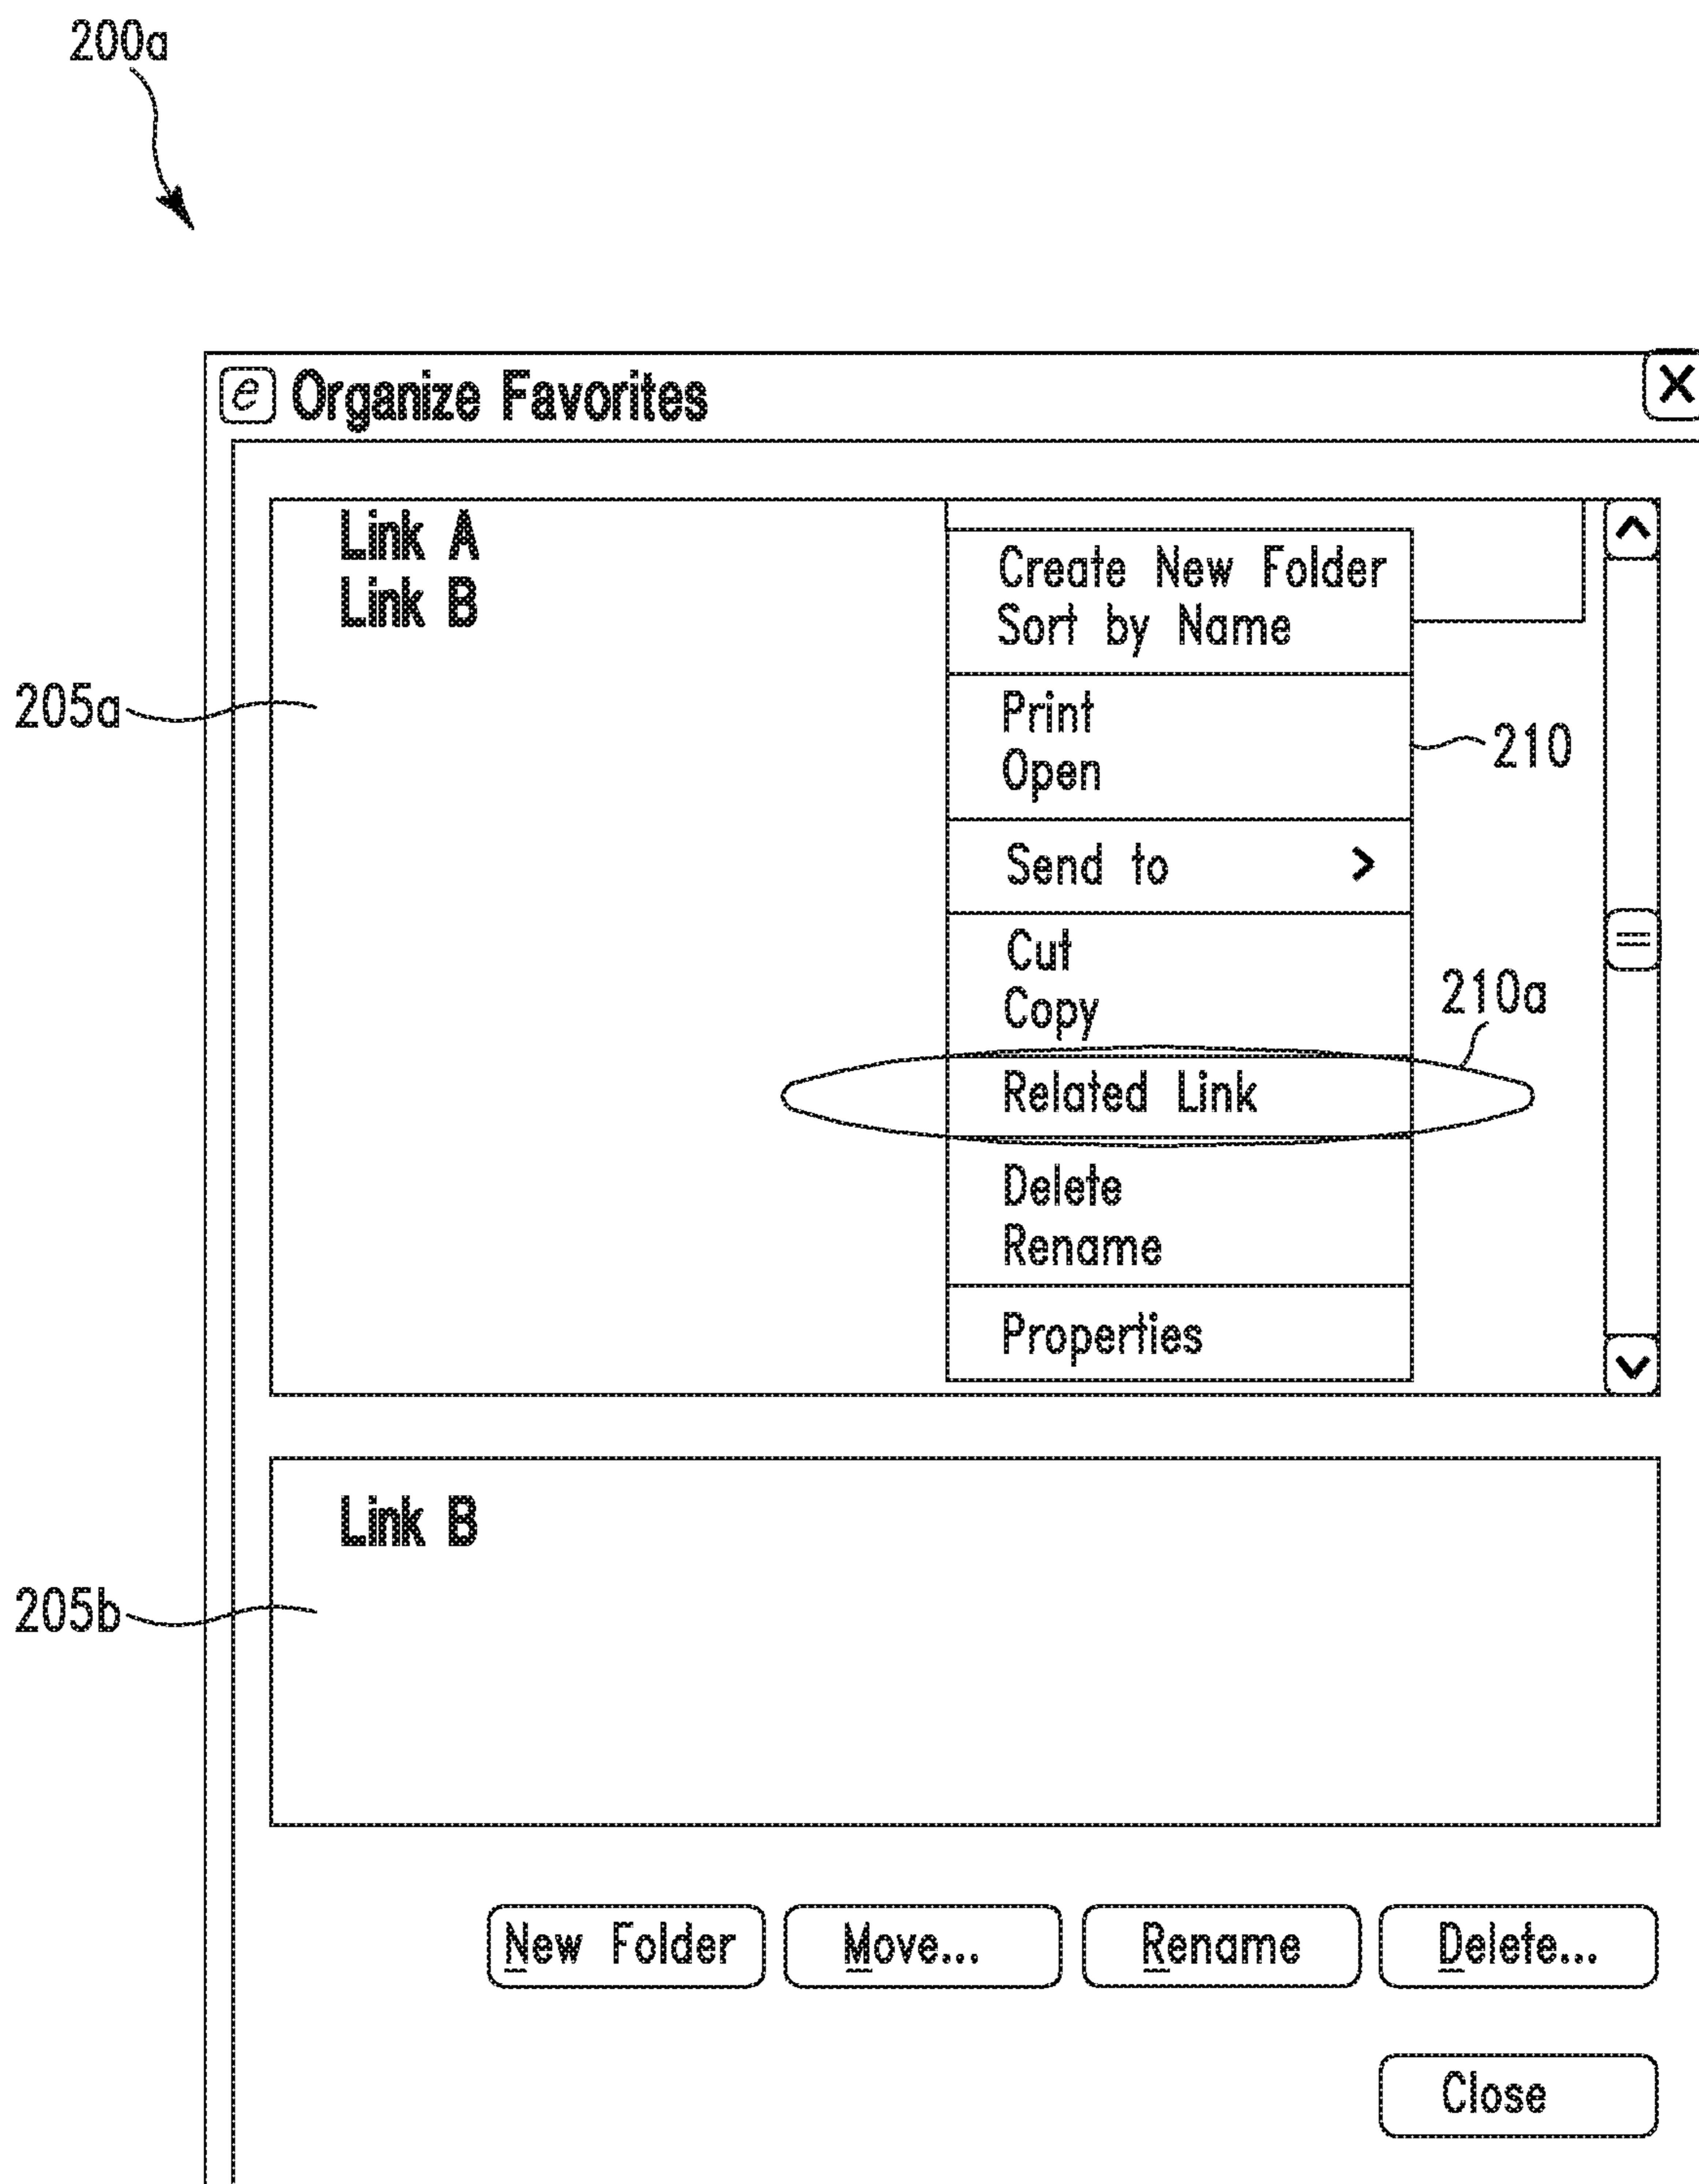 200a
e Organize Favorites X
Link A
Link B
Create New Folder
Sort by Name
205a
Print
210
Open
Send to >
Cut
210a
Copy
Related Link
Delete
Rename
Properties
Link B
205b
New Folder Move... Rename Delete...
Close